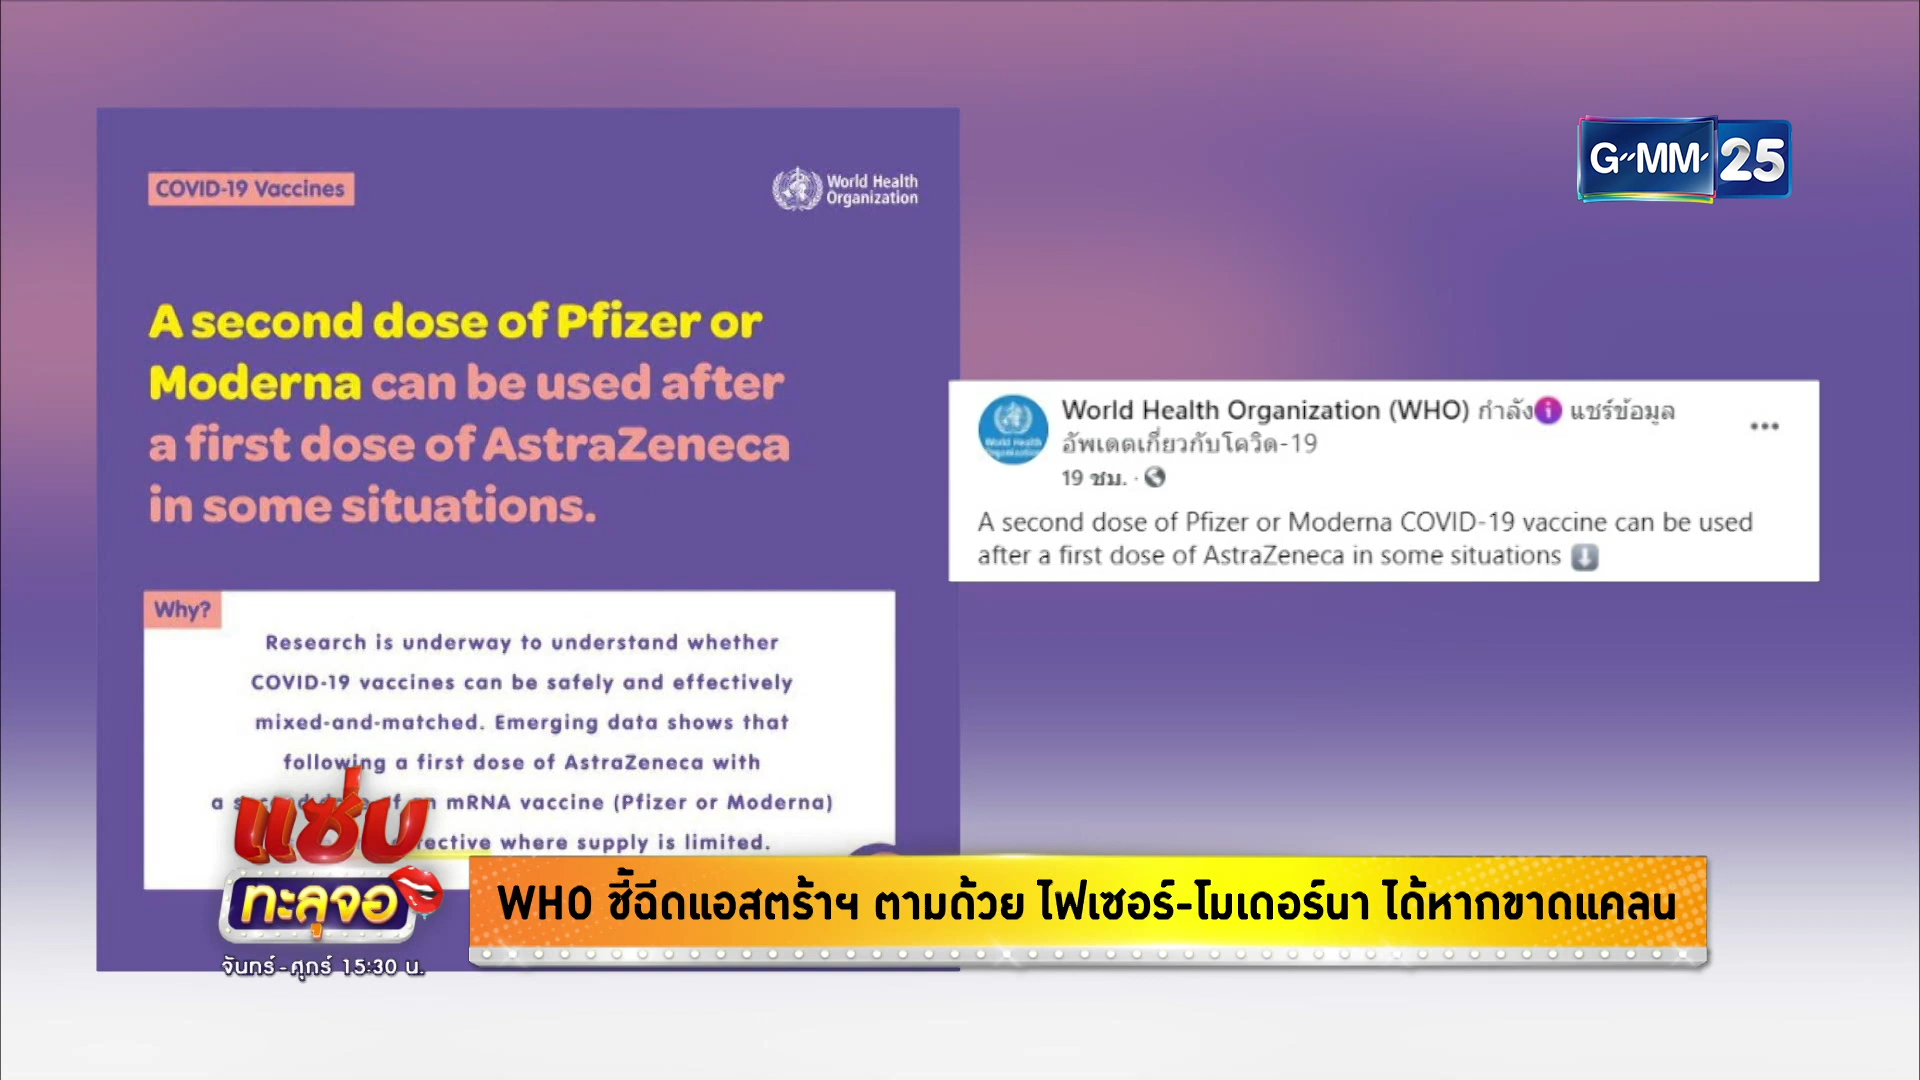 COVID-19 Vaccines
World Health
Organization
A second dose of Pfizer or
Moderna can be used after
a first dose of AstraZeneca
in some situations.
Why?
Research is underway to understand whether
COVID-19 vaccines can be safely and effectively
mixed-and-matched. Emerging data shows that
following a first dose of AstraZeneca with
a mRNA vaccine (Pfizer or Moderna)
where supply is limited.
G-MM 25
World Health Organization (WHO) กำลัง แชร์ข้อมูล
อัพเดตเกี่ยวกับโควิด-19
19 ชม.
A second dose of Pfizer or Moderna COVID-19 vaccine can be used
after a first dose of AstraZeneca in some situations
แซ่บ
ทะลุจอ
จันทร์-ศุกร์ 15:30 น.
WHO ชี้ฉีดแอสตร้าฯ ตามด้วย ไฟเซอร์-โมเดอร์นา ได้หากขาดแคลน